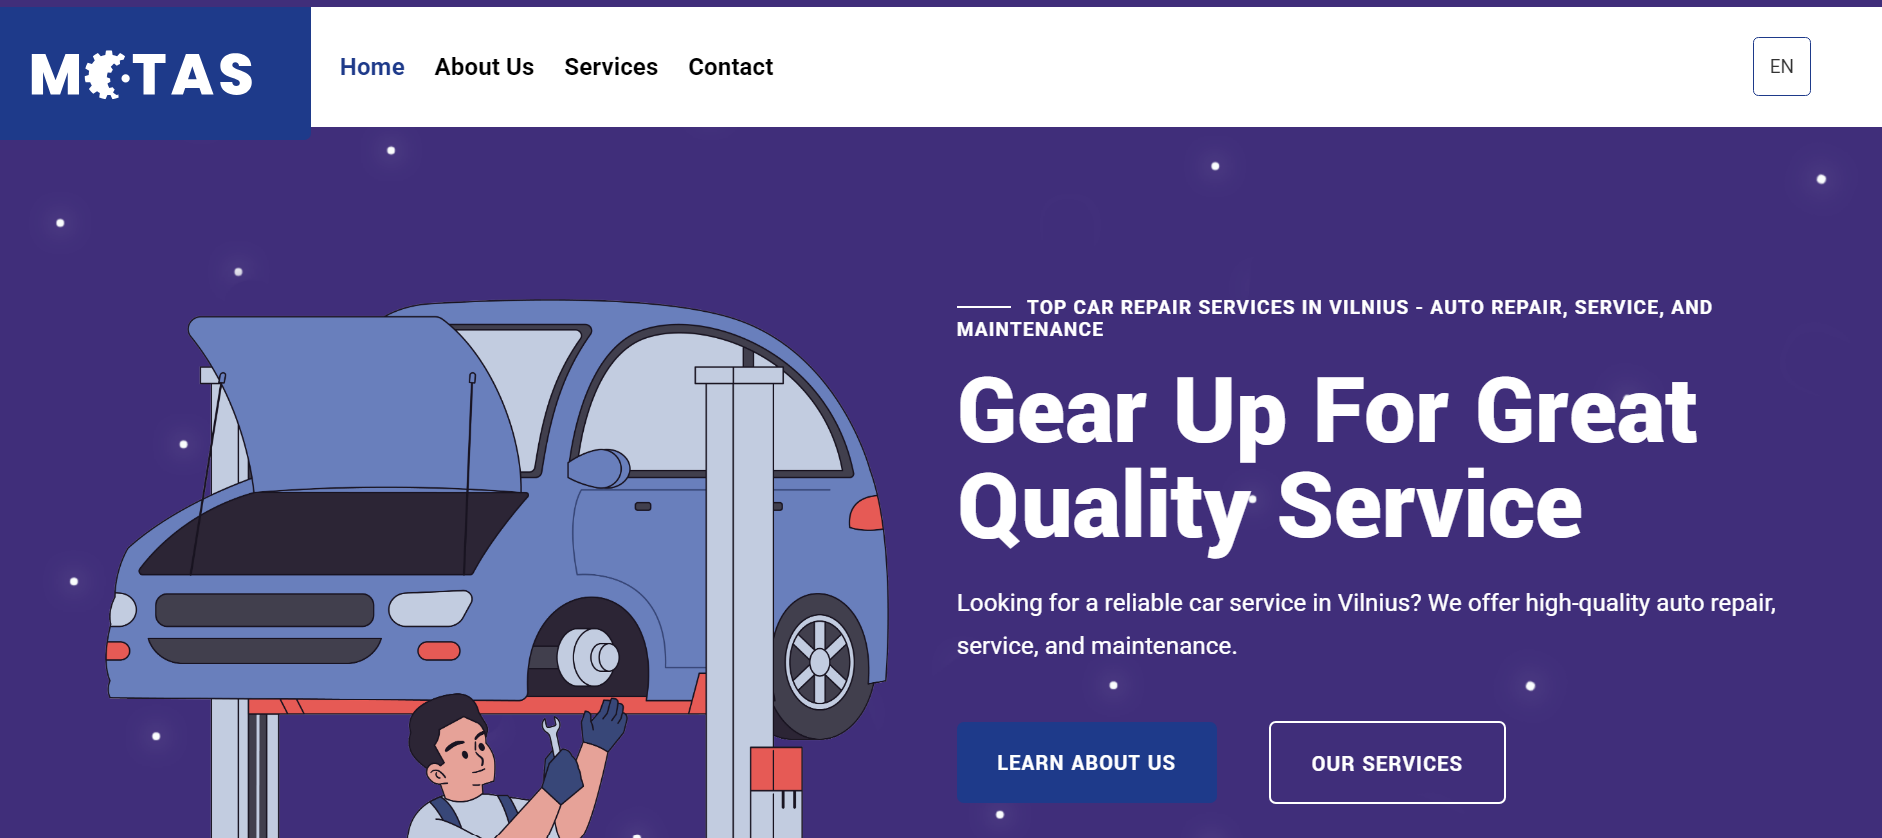 MOTAS
Home
About Us
Services
Contact
EN
TOP CAR REPAIR SERVICES IN VILNIUS - AUTO REPAIR, SERVICE, AND
MAINTENANCE
Gear Up For Great
Quality Service
Looking for a reliable car service in Vilnius? We offer high-quality auto repair,
service, and maintenance.
LEARN ABOUT US
OUR SERVICES